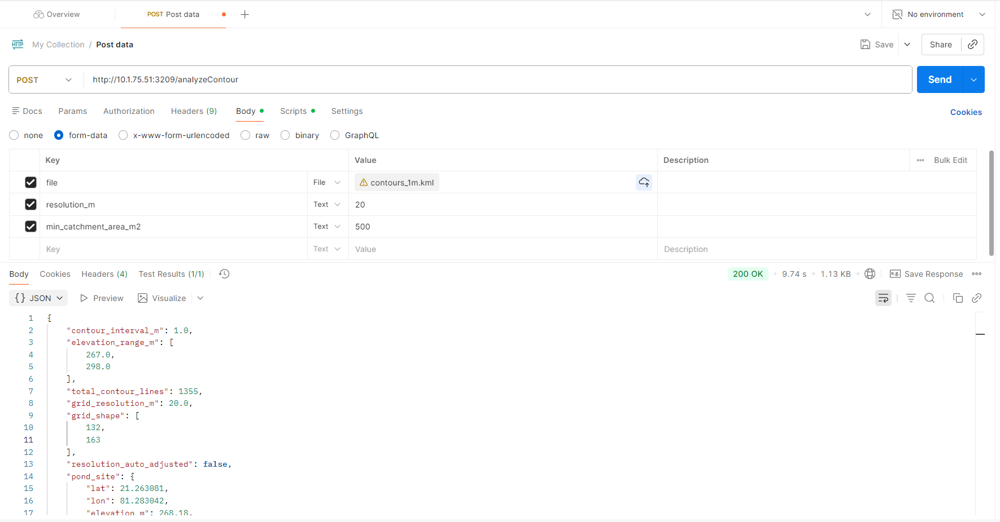 Overview POST Post data No environment
HTTP My Collection / Post data Save Share
POST http://10.1.75.51:3209/analyzeContour Send
Docs Params Authorization Headers (9) Body Scripts Settings Cookies
none form-data x-www-form-urlencoded raw binary GraphQL
Key Value Description Bulk Edit
file File contours_1m.kml
resolution_m Text 20
min_catchment_area_m2 Text 500
Key Text Value Description
Body Cookies Headers (4) Test Results (1/1) 200 OK 9.74 s 1.13 KB e.g. Save Response
{} JSON Preview Visualize
1 {
2 "contour_interval_m": 1.0,
3 "elevation_range_m": [
4 267.0,
5 298.0
6 ],
7 "total_contour_lines": 1355,
8 "grid_resolution_m": 20.0,
9 "grid_shape": [
10 132,
11 163
12 ],
13 "resolution_auto_adjusted": false,
14 "pond_site": {
15 "lat": 21.263081,
16 "lon": 81.283042,
17 "elevation_m": 268.18,